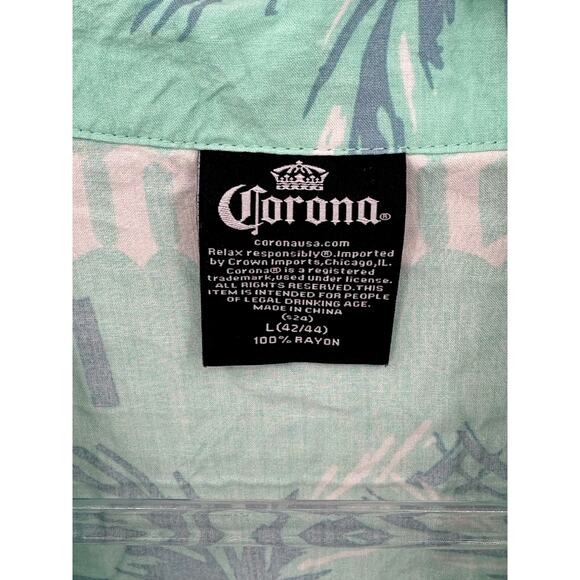 Corona®
coronausa.com
Relax responsibly®.Imported
by Crown Imports,Chicago,IL.
Corona® is a registered
trademark,used under license.
ALL RIGHTS RESERVED.THIS
ITEM IS INTENDED FOR PEOPLE
OF LEGAL DRINKING AGE.
MADE IN CHINA
(S24)
L(42/44)
100% RAYON